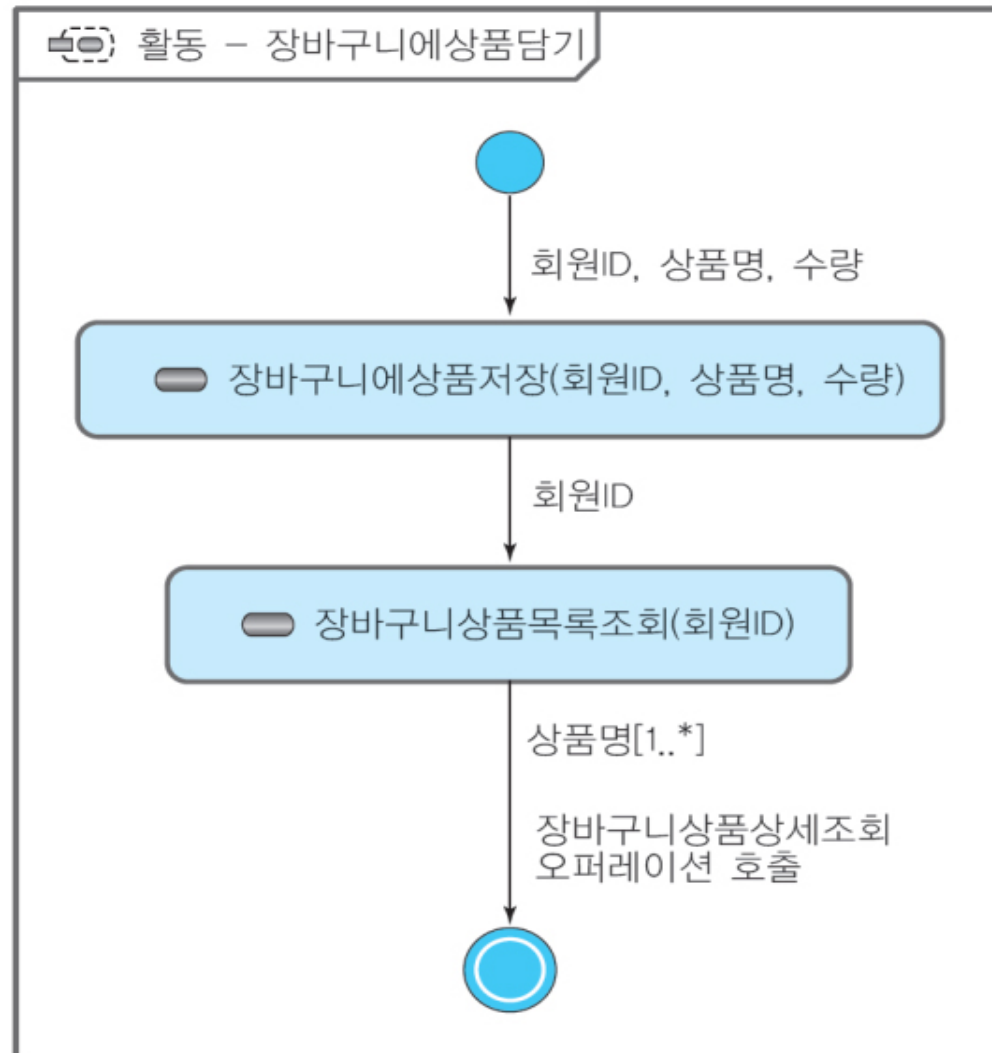 활동 – 장바구니에상품담기
회원ID, 상품명, 수량
장바구니에상품저장(회원ID, 상품명, 수량)
회원ID
장바구니상품목록조회(회원ID)
상품명[1..*]
장바구니상품상세조회
오퍼레이션 호출